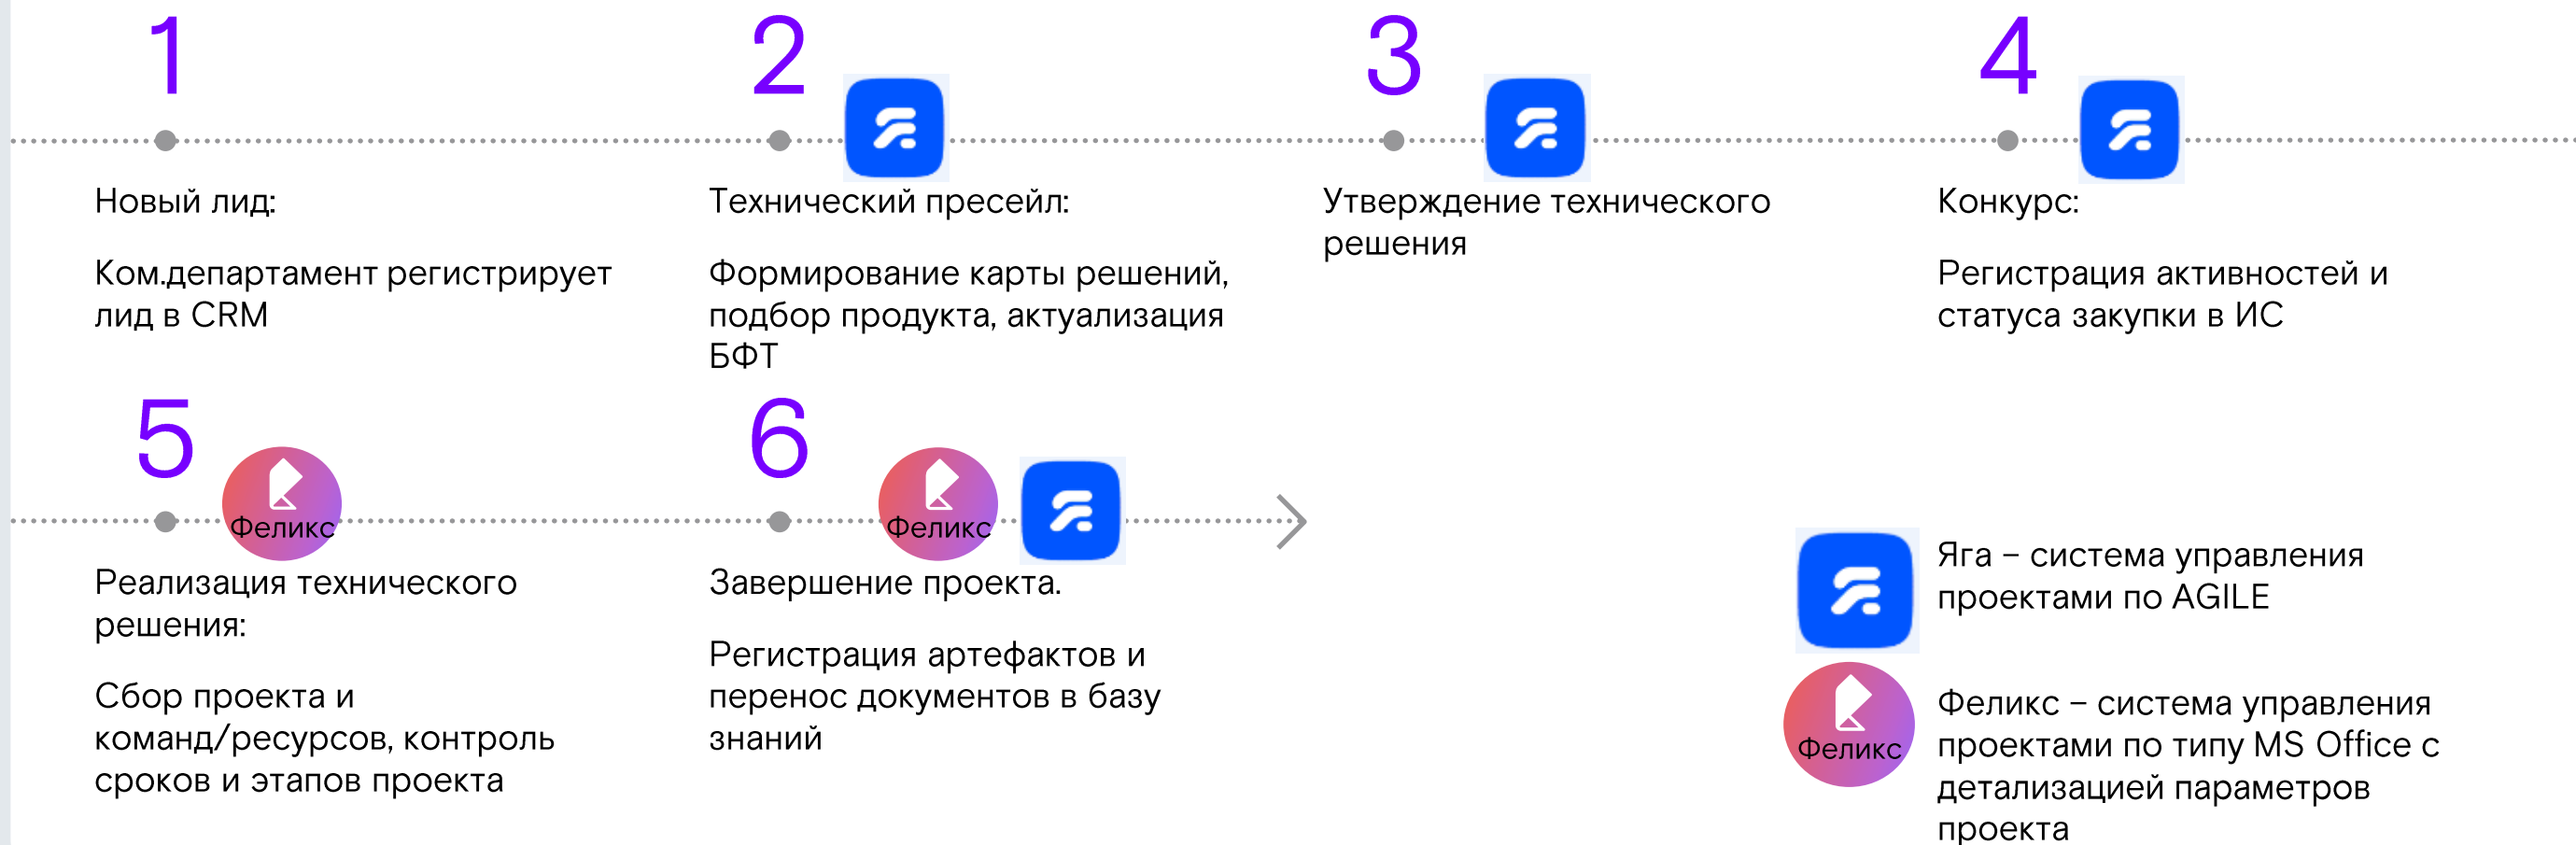 1
2
3
4
Новый лид:
Ком.департамент регистрирует
лид в CRM
Технический пресейл:
Формирование карты решений,
подбор продукта, актуализация
БФТ
Утверждение технического
решения
Конкурс:
Регистрация активностей и
статуса закупки в ИС
5
Феликс
Реализация технического
решения:
Сбор проекта и
команд/ресурсов, контроль
сроков и этапов проекта
6
Феликс
Завершение проекта.
Регистрация артефактов и
перенос документов в базу
знаний
Яга – система управления
проектами по AGILE
Феликс
Феликс – система управления
проектами по типу MS Office с
детализацией параметров
проекта